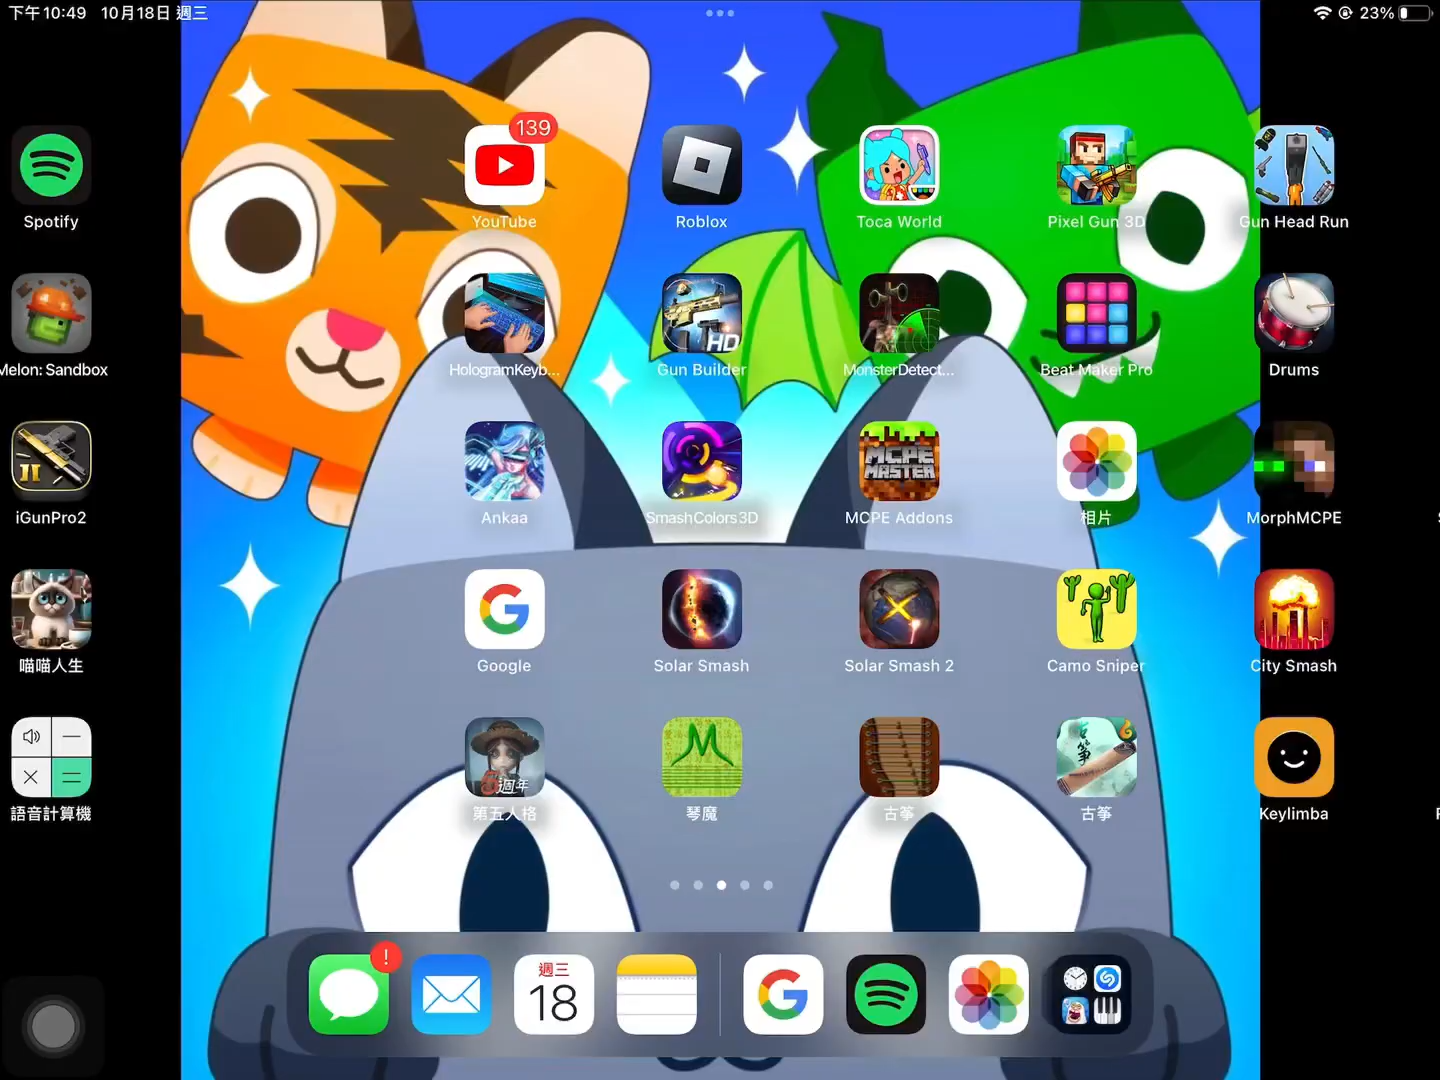 下午10:49 10月18日 週三
23%
139
Spotify
YouTube
Roblox
Toca World
Pixel Gun 3D
Gun Head Run
HD
Melon: Sandbox
HologramKeyb...
Gun Builder
MonsterDetect...
Beat Maker Pro
Drums
II
MCPE
MASTER
iGunPro2
Ankaa
SmashColors3D
MCPE Addons
相片
MorphMCPE
喵喵人生
Google
Solar Smash
Solar Smash 2
Camo Sniper
City Smash
週年
古筝
語音計算機
第五人格
琴魔
古筝
古筝
Keylimba
!
週三
18